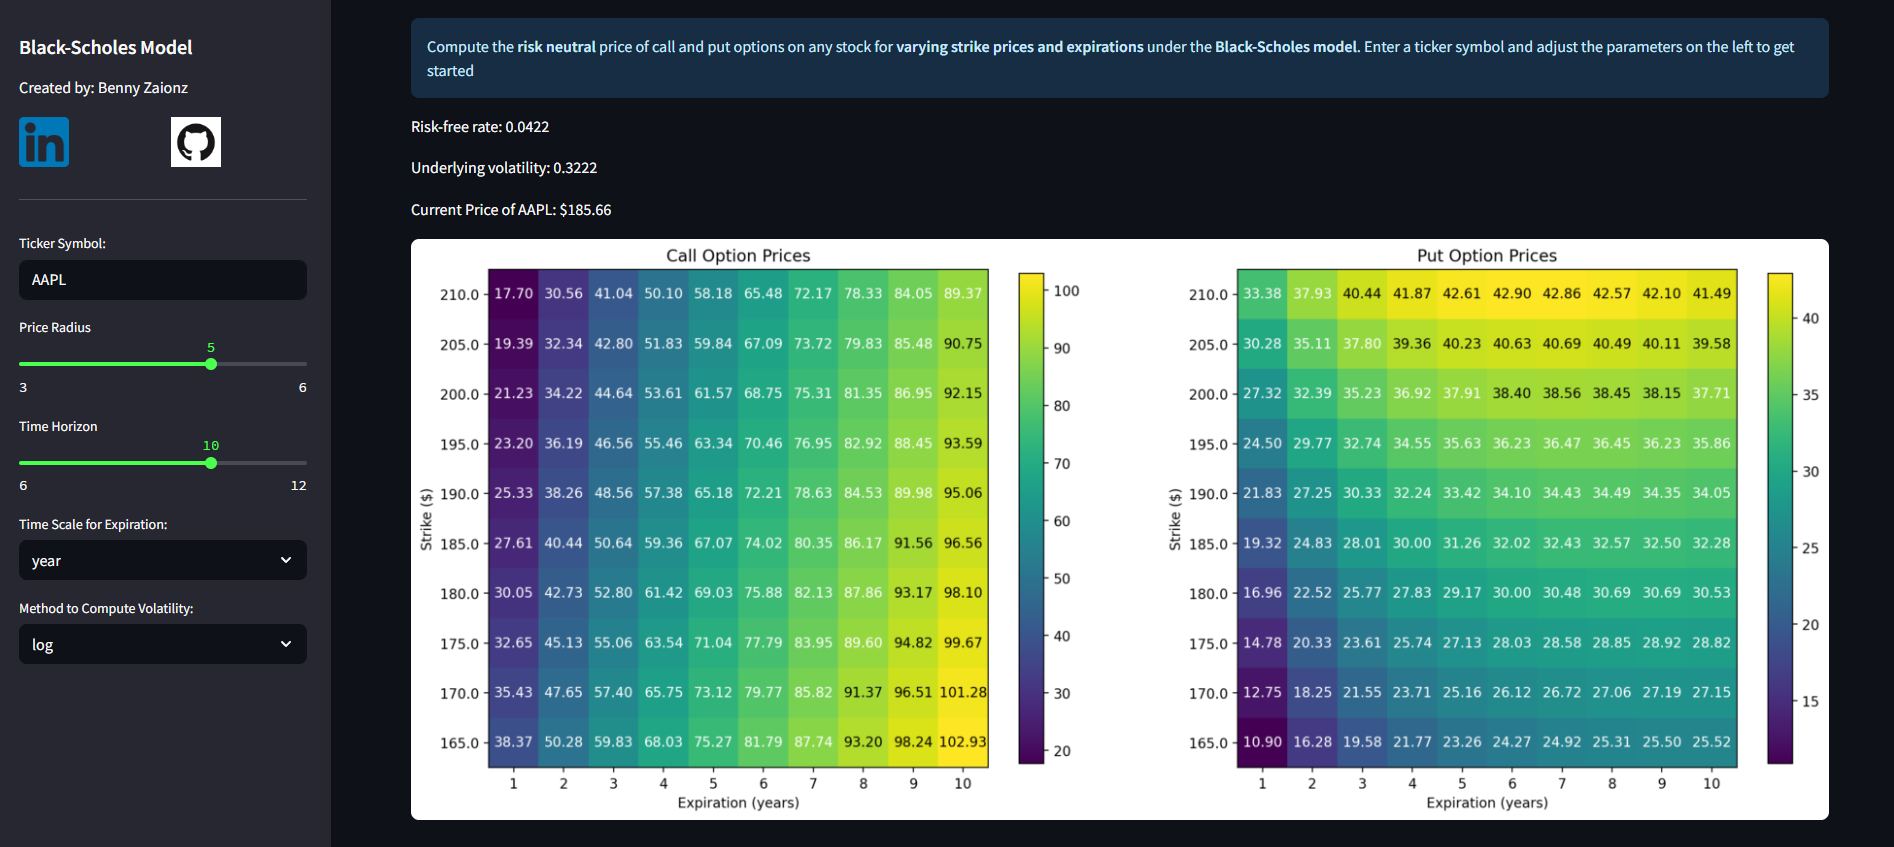 Black-Scholes Model
Created by: Benny Zaionz
in
Ticker Symbol:
AAPL
Price Radius
5
3 6
Time Horizon
10
6 12
Time Scale for Expiration:
year
Method to Compute Volatility:
log
Compute the risk neutral price of call and put options on any stock for varying strike prices and expirations under the Black-Scholes model. Enter a ticker symbol and adjust the parameters on the left to get
started
Risk-free rate: 0.0422
Underlying volatility: 0.3222
Current Price of AAPL: $185.66
Call Option Prices
Strike ($)
210.0 17.70 30.56 41.04 50.10 58.18 65.48 72.17 78.33 84.05 89.37
205.0 19.39 32.34 42.80 51.83 59.84 67.09 73.72 79.83 85.48 90.75
200.0 21.23 34.22 44.64 53.61 61.57 68.75 75.31 81.35 86.95 92.15
195.0 23.20 36.19 46.56 55.46 63.34 70.46 76.95 82.92 88.45 93.59
190.0 25.33 38.26 48.56 57.38 65.18 72.21 78.63 84.53 89.98 95.06
185.0 27.61 40.44 50.64 59.36 67.07 74.02 80.35 86.17 91.56 96.56
180.0 30.05 42.73 52.80 61.42 69.03 75.88 82.13 87.86 93.17 98.10
175.0 32.65 45.13 55.06 63.54 71.04 77.79 83.95 89.60 94.82 99.67
170.0 35.43 47.65 57.40 65.75 73.12 79.77 85.82 91.37 96.51 101.28
165.0 38.37 50.28 59.83 68.03 75.27 81.79 87.74 93.20 98.24 102.93
1 2 3 4 5 6 7 8 9 10
Expiration (years)
100
90
80
70
60
50
40
30
20
Put Option Prices
Strike ($)
210.0 33.38 37.93 40.44 41.87 42.61 42.90 42.86 42.57 42.10 41.49
205.0 30.28 35.11 37.80 39.36 40.23 40.63 40.69 40.49 40.11 39.58
200.0 27.32 32.39 35.23 36.92 37.91 38.40 38.56 38.45 38.15 37.71
195.0 24.50 29.77 32.74 34.55 35.63 36.23 36.47 36.45 36.23 35.86
190.0 21.83 27.25 30.33 32.24 33.42 34.10 34.43 34.49 34.35 34.05
185.0 19.32 24.83 28.01 30.00 31.26 32.02 32.43 32.57 32.50 32.28
180.0 16.96 22.52 25.77 27.83 29.17 30.00 30.48 30.69 30.69 30.53
175.0 14.78 20.33 23.61 25.74 27.13 28.03 28.58 28.85 28.92 28.82
170.0 12.75 18.25 21.55 23.71 25.16 26.12 26.72 27.06 27.19 27.15
165.0 10.90 16.28 19.58 21.77 23.26 24.27 24.92 25.31 25.50 25.52
1 2 3 4 5 6 7 8 9 10
Expiration (years)
40
35
30
25
20
15